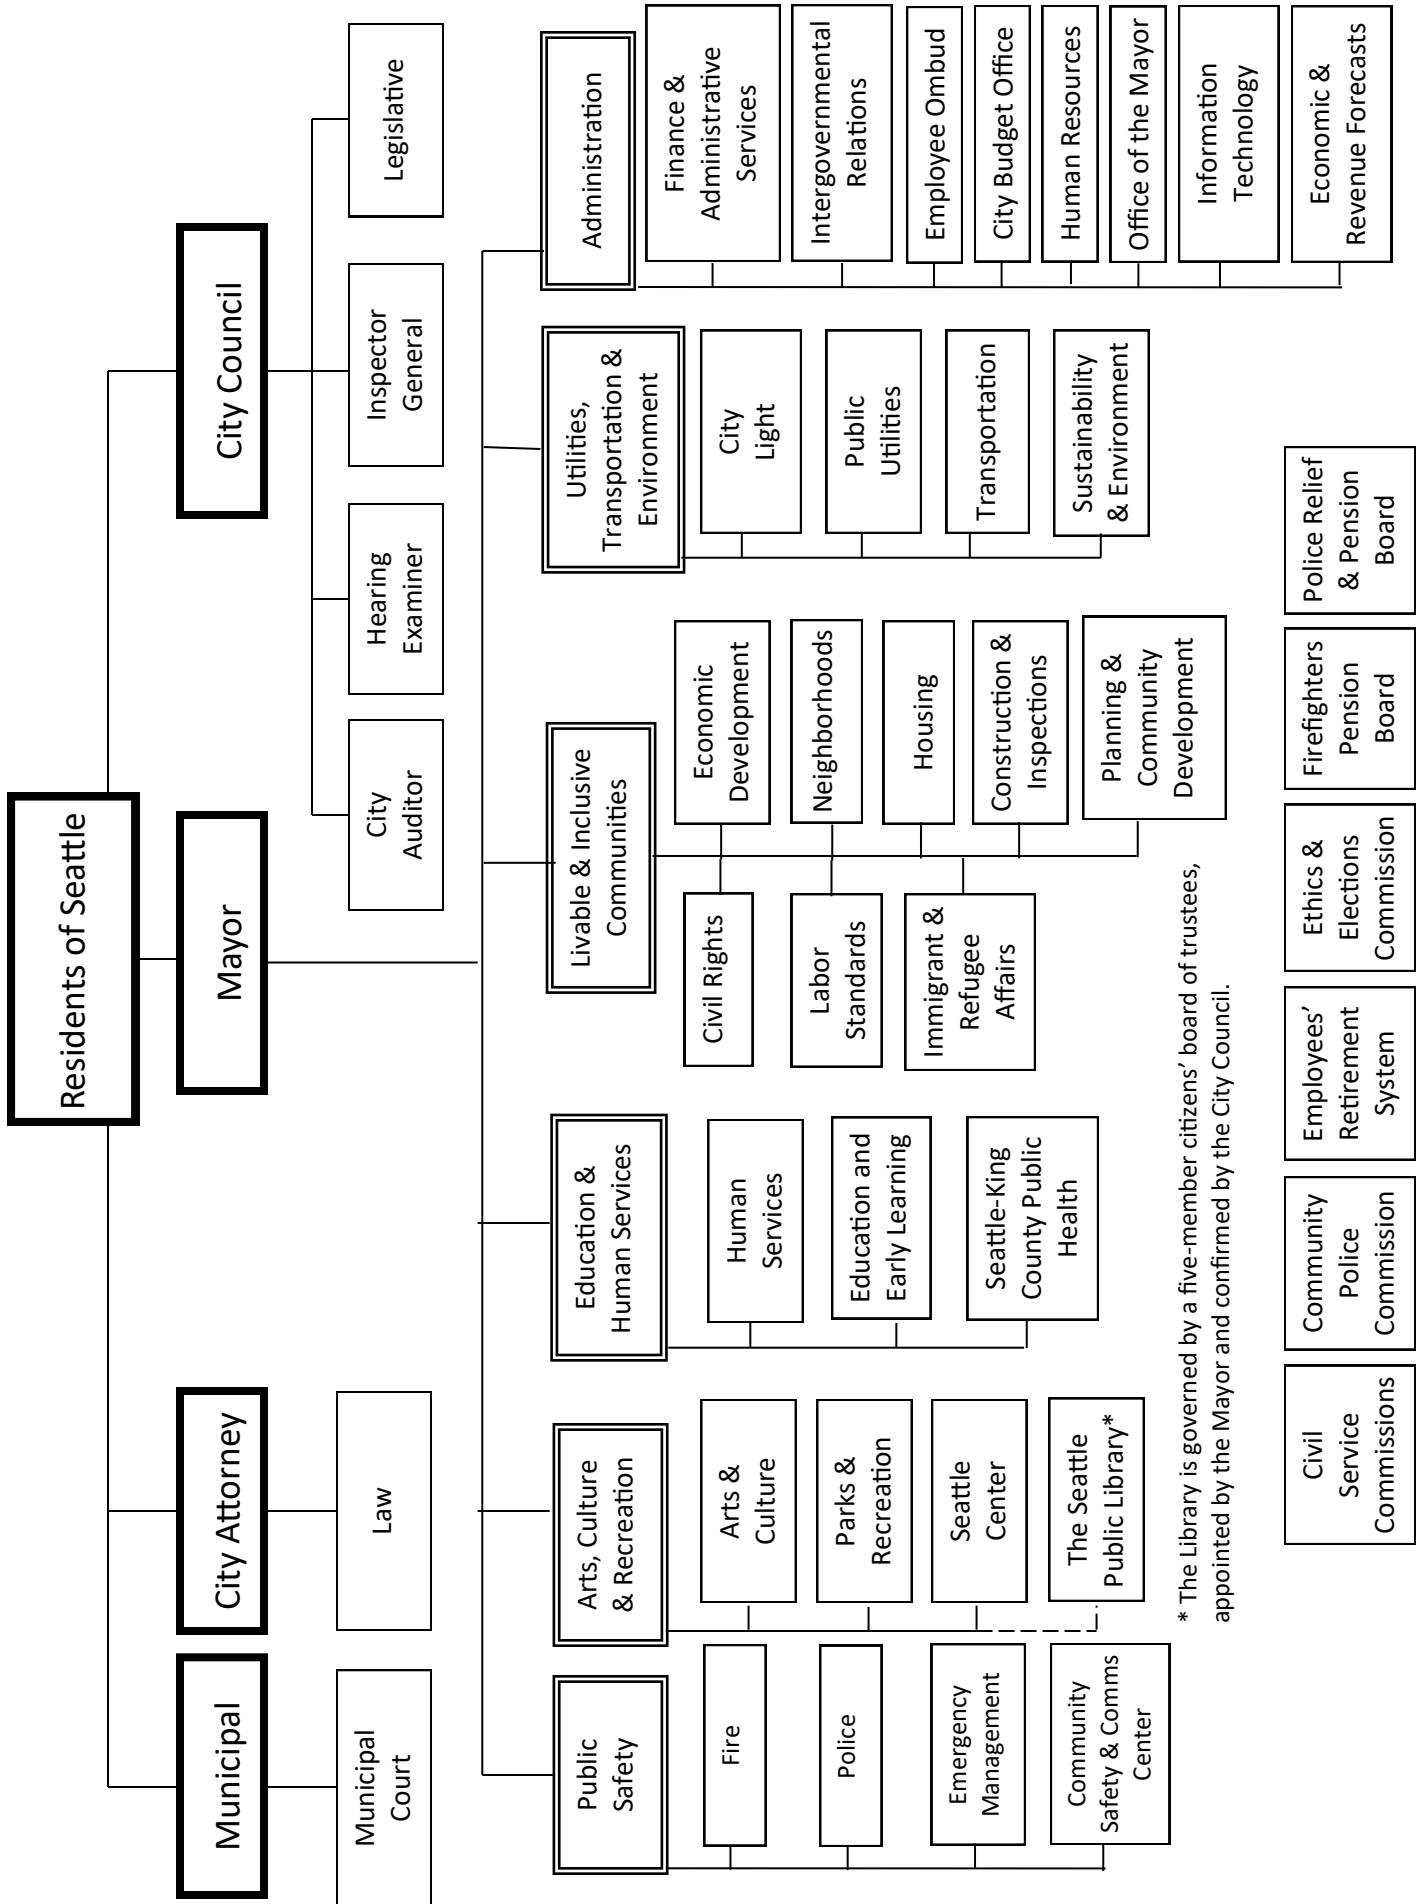 Residents of Seattle
Municipal
City Attorney
Mayor
City Council
Municipal
Court
Law
City
Auditor
Hearing
Examiner
Inspector
General
Legislative
Public
Safety
Fire
Police
Emergency
Management
Community
Safety & Comms
Center
Arts, Culture
& Recreation
Arts &
Culture
Parks &
Recreation
Seattle
Center
The Seattle
Public Library*
Education &
Human Services
Human
Services
Education and
Early Learning
Seattle-King
County Public
Health
Livable & Inclusive
Communities
Civil Rights
Labor
Standards
Immigrant &
Refugee
Affairs
Economic
Development
Neighborhoods
Housing
Construction &
Inspections
Planning &
Community
Development
Utilities,
Transportation &
Environment
City
Light
Public
Utilities
Transportation
Sustainability
& Environment
Administration
Finance &
Administrative
Services
Intergovernmental
Relations
Employee Ombud
City Budget Office
Human Resources
Office of the Mayor
Information
Technology
Economic &
Revenue Forecasts
* The Library is governed by a five-member citizens’ board of trustees,
appointed by the Mayor and confirmed by the City Council.
Civil
Service
Commissions
Community
Police
Commission
Employees’
Retirement
System
Ethics &
Elections
Commission
Firefighters
Pension
Board
Police Relief
& Pension
Board